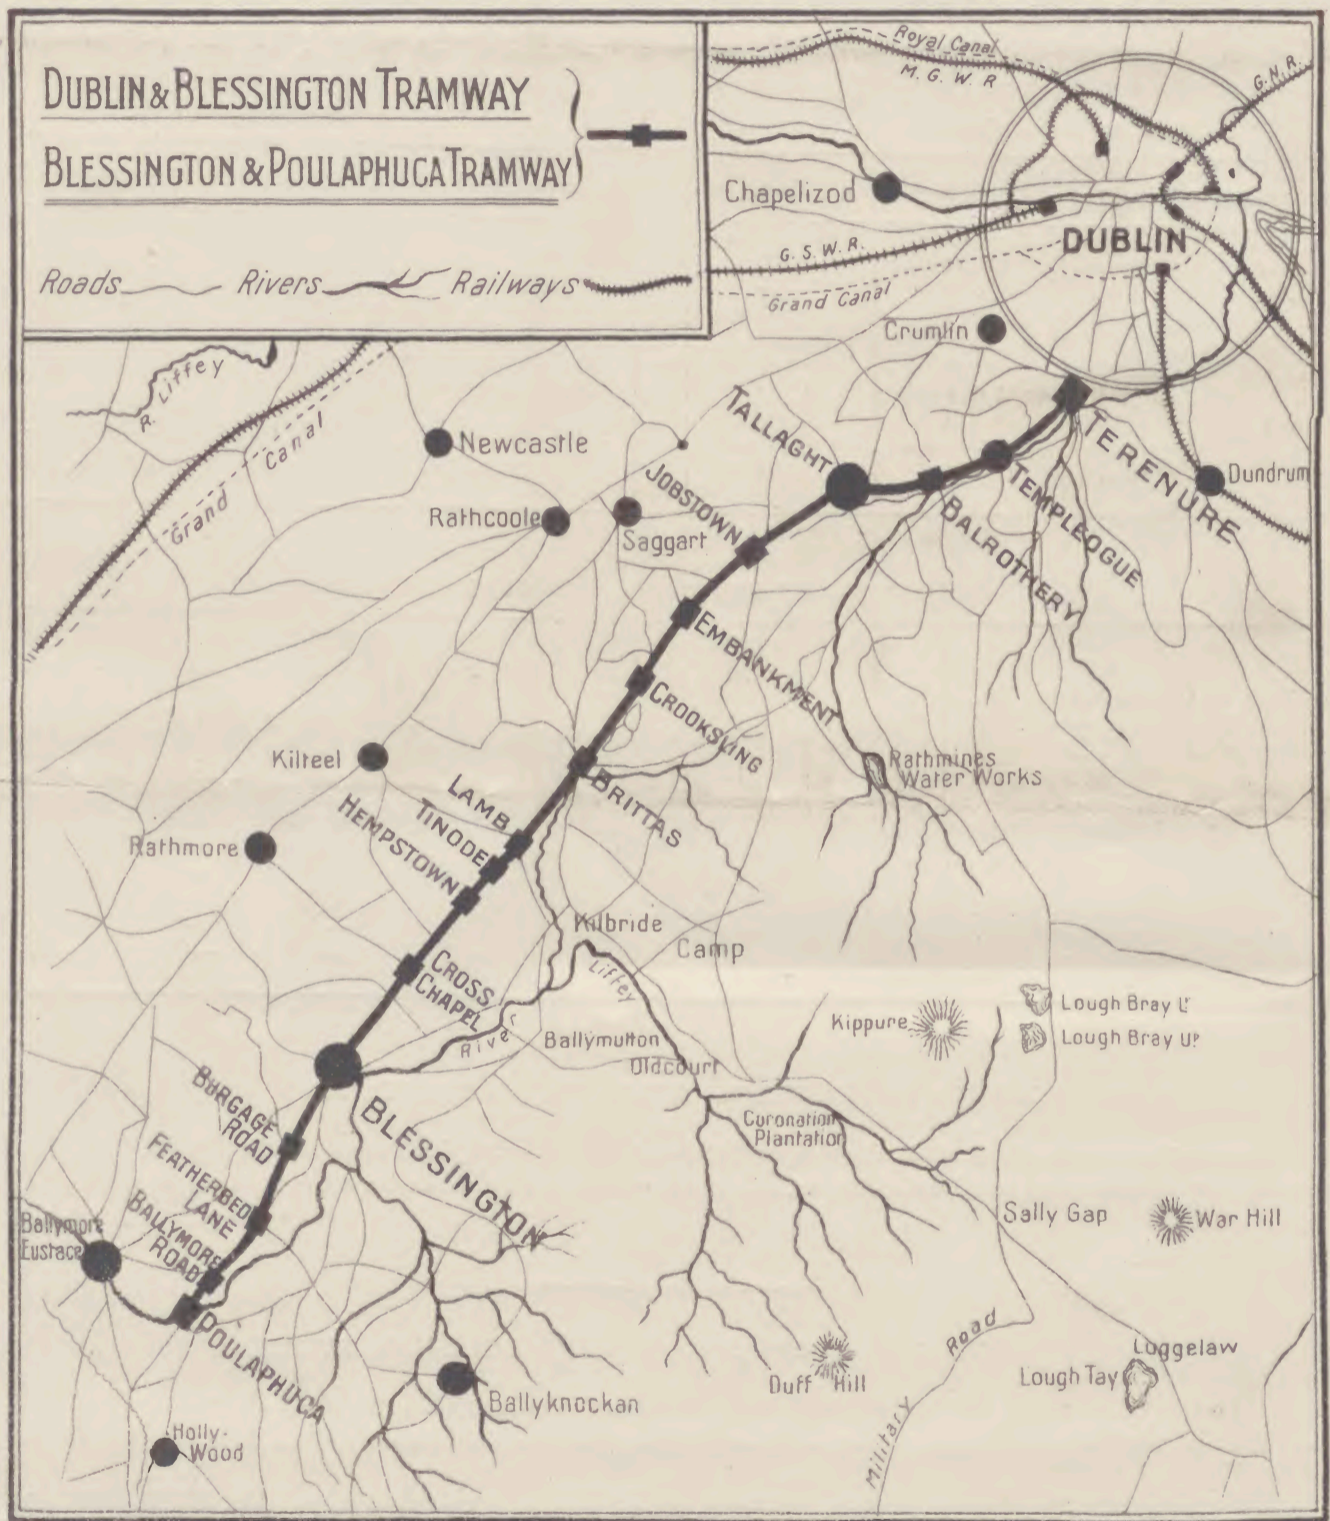 DUBLIN & BLESSINGTON TRAMWAY
BLESSINGTON & POULAPHUCA TRAMWAY
Roads
Rivers
Railways
Royal Canal
M. G. W. R
G. N. R.
Chapelizod
DUBLIN
G. S. W. R.
Grand Canal
Crumlin
R. Liffey
Grand Canal
Newcastle
TALLAGHT
TERENURE
Dundrum
JOBSTOWN
TEMPLEOGUE
BALROTHERY
Rathcoole
Saggart
EMBANKMENT
CROOKSLING
Kilteel
Rathmines
Water Works
LAMB
BRITTAS
TINODE
HEMPSTOWN
Rathmore
Kilbride
Camp
CROSS
CHAPEL
Liffey
River
Kippure
Lough Bray Lr
Lough Bray Up
Ballymutton
Oldcourt
BLESSINGTON
BURGAGE
ROAD
Coronation
Plantation
FEATHERBED
LANE
BALLYMORE
ROAD
Ballymore
Eustace
Sally Gap
War Hill
POULAPHUCA
Military Road
Luggelaw
Lough Tay
Duff Hill
Ballyknockan
Holly-
Wood